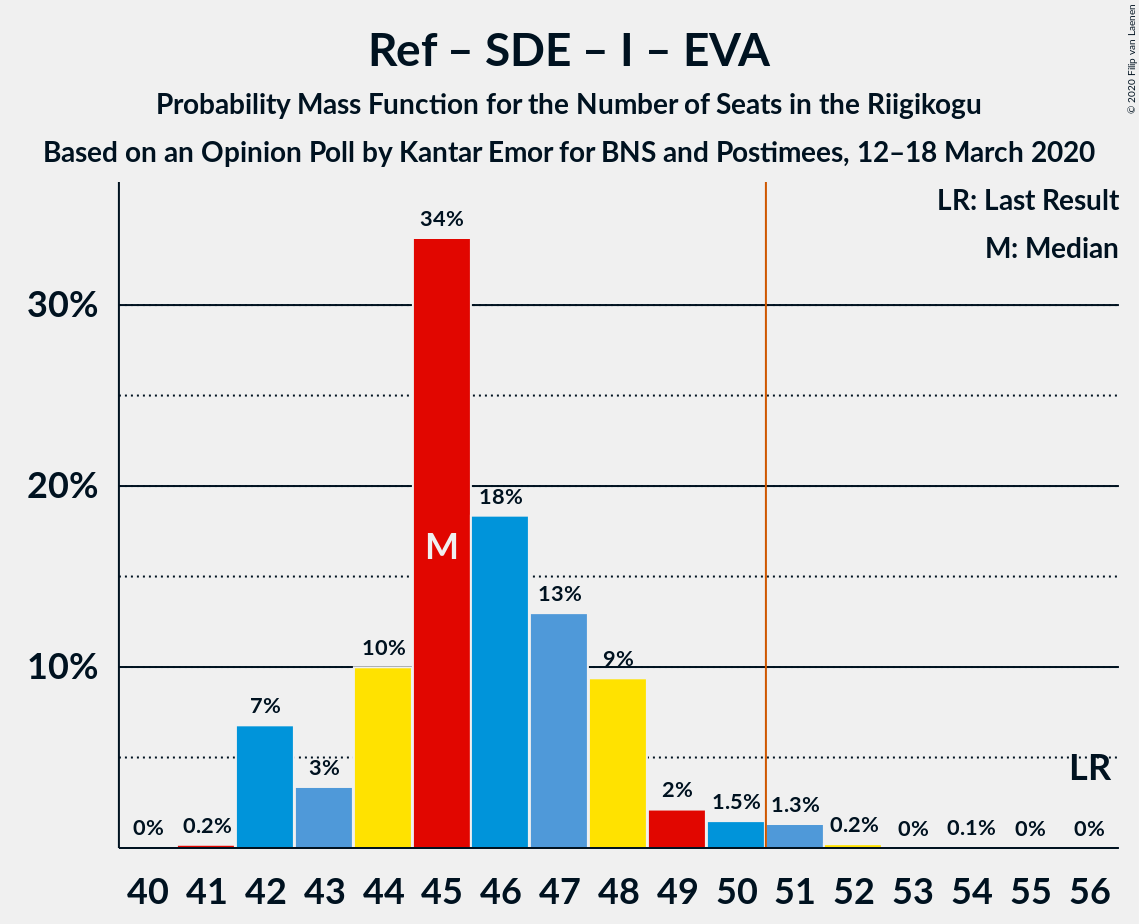 Ref – SDE – I – EVA
Probability Mass Function for the Number of Seats in the Riigikogu
Based on an Opinion Poll by Kantar Emor for BNS and Postimees, 12–18 March 2020
© 2020 Filip van Laenen
LR: Last Result
M: Median
30%
20%
10%
0%
0.2%
7%
3%
10%
34%
M
18%
13%
9%
2%
1.5%
1.3%
0.2%
0%
0.1%
0%
0%
LR
40 41 42 43 44 45 46 47 48 49 50 51 52 53 54 55 56